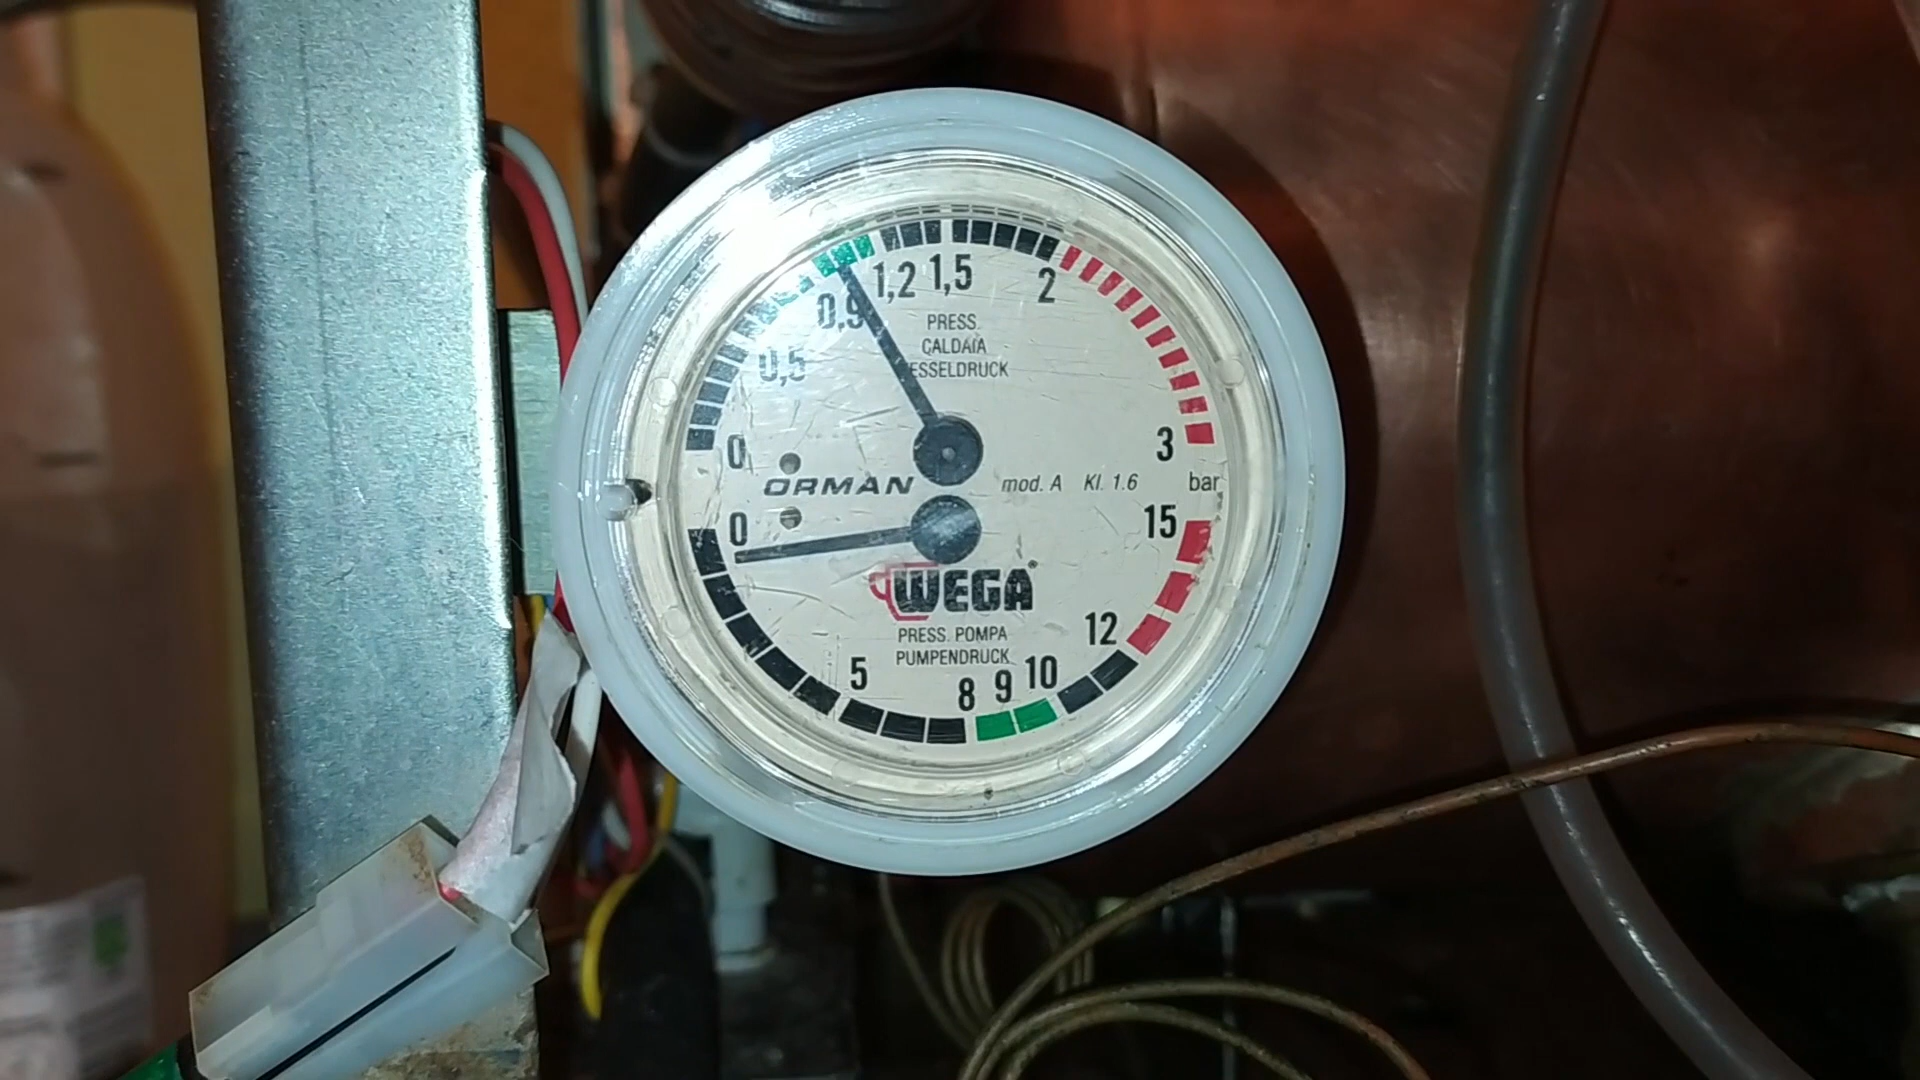 0,5 0,9 1,2 1,5 2
PRESS.
CALDAIA
ESSELDRUCK
0 3
ORMAN mod. A Kl. 1.6 bar
0 15
WEGA®
PRESS. POMPA
PUMPENDRUCK
5 8 9 10 12